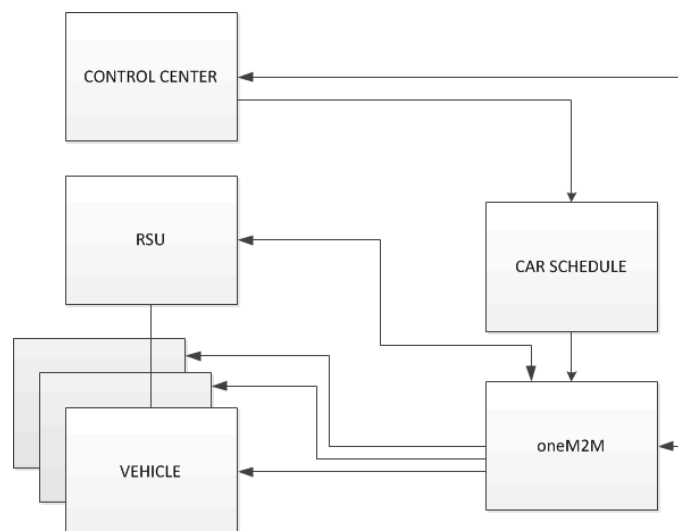 CONTROL CENTER
RSU
CAR SCHEDULE
oneM2M
VEHICLE